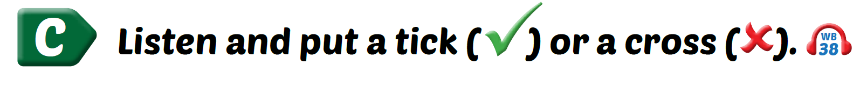 C Listen and put a tick (✓) or a cross (✗). WB 38